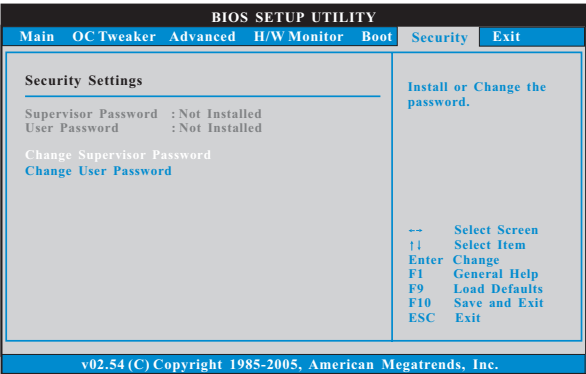 BIOS SETUP UTILITY
Main OC Tweaker Advanced H/W Monitor Boot Security Exit
Security Settings
Supervisor Password : Not Installed
User Password : Not Installed
Change Supervisor Password
Change User Password
Install or Change the
password.
←→ Select Screen
↑↓ Select Item
Enter Change
F1 General Help
F9 Load Defaults
F10 Save and Exit
ESC Exit
v02.54 (C) Copyright 1985-2005, American Megatrends, Inc.